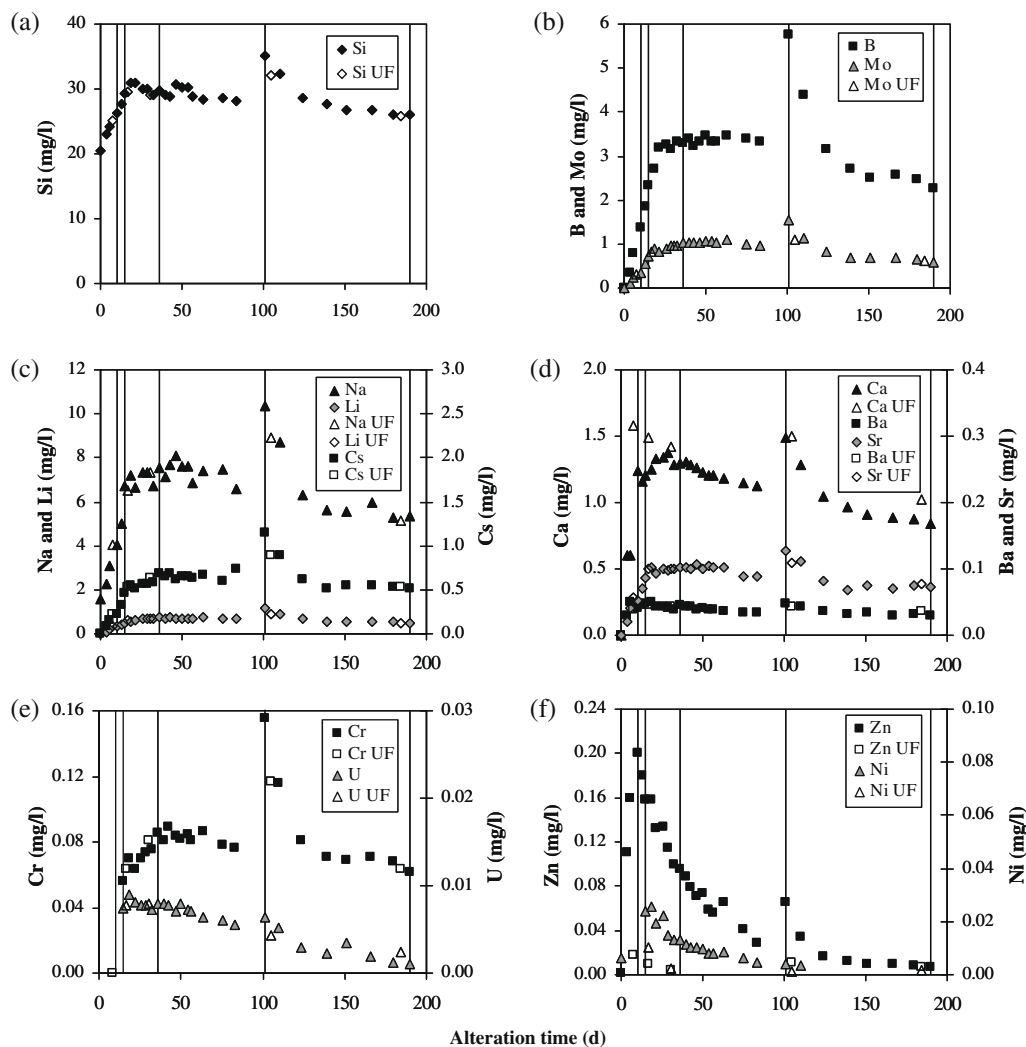 (a)
40
30
20
10
0
Si (mg/l)
Si
Si UF
0 50 100 150 200
(b)
6
5
4
3
2
1
0
B and Mo (mg/l)
B
Mo
Mo UF
0 50 100 150 200
(c)
12
10
8
6
4
2
0
Na and Li (mg/l)
Na
Li
Na UF
Li UF
Cs
Cs UF
3.0
2.5
2.0
1.5
1.0
0.5
0.0
Cs (mg/l)
0 50 100 150 200
(d)
2.0
1.5
1.0
0.5
0.0
Ca (mg/l)
Ca
Ca UF
Ba
Sr
Ba UF
Sr UF
0.4
0.3
0.2
0.1
0.0
Ba and Sr (mg/l)
0 50 100 150 200
(e)
0.16
0.12
0.08
0.04
0.00
Cr (mg/l)
Cr
Cr UF
U
U UF
0.03
0.02
0.01
0.00
U (mg/l)
0 50 100 150 200
(f)
0.24
0.20
0.16
0.12
0.08
0.04
0.00
Zn (mg/l)
Zn
Zn UF
Ni
Ni UF
0.10
0.08
0.06
0.04
0.02
0.00
Ni (mg/l)
0 50 100 150 200
Alteration time (d)